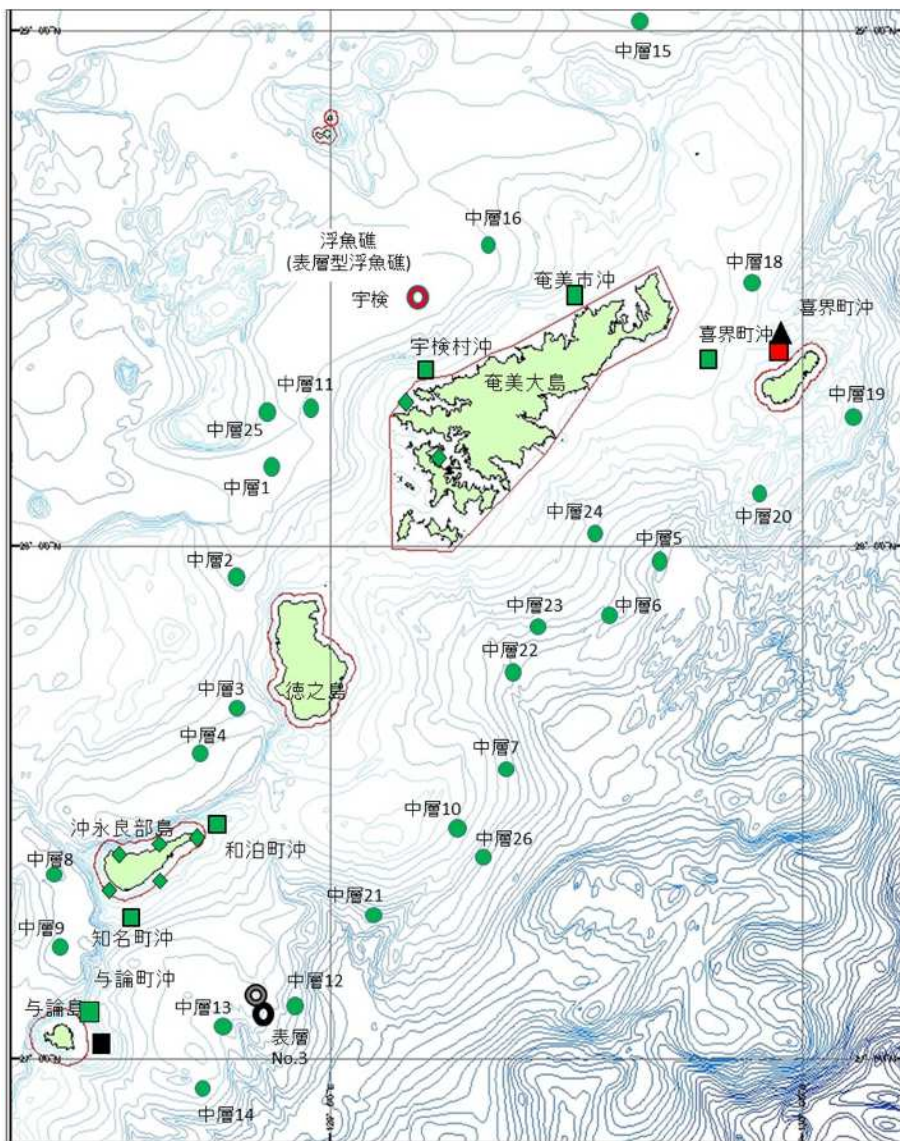 中層15
中層16
浮魚礁
(表層型浮魚礁)
宇検
奄美市沖
中層18
喜界町沖
喜界町沖
宇検村沖
奄美大島
中層11
中層25
中層19
中層1
中層20
中層24
中層5
中層2
中層23
中層6
中層22
徳之島
中層3
中層4
中層7
中層10
沖永良部島
和泊町沖
中層26
中層8
中層21
中層9
知名町沖
与論町沖
与論島
中層12
中層13
表層
No.3
中層14